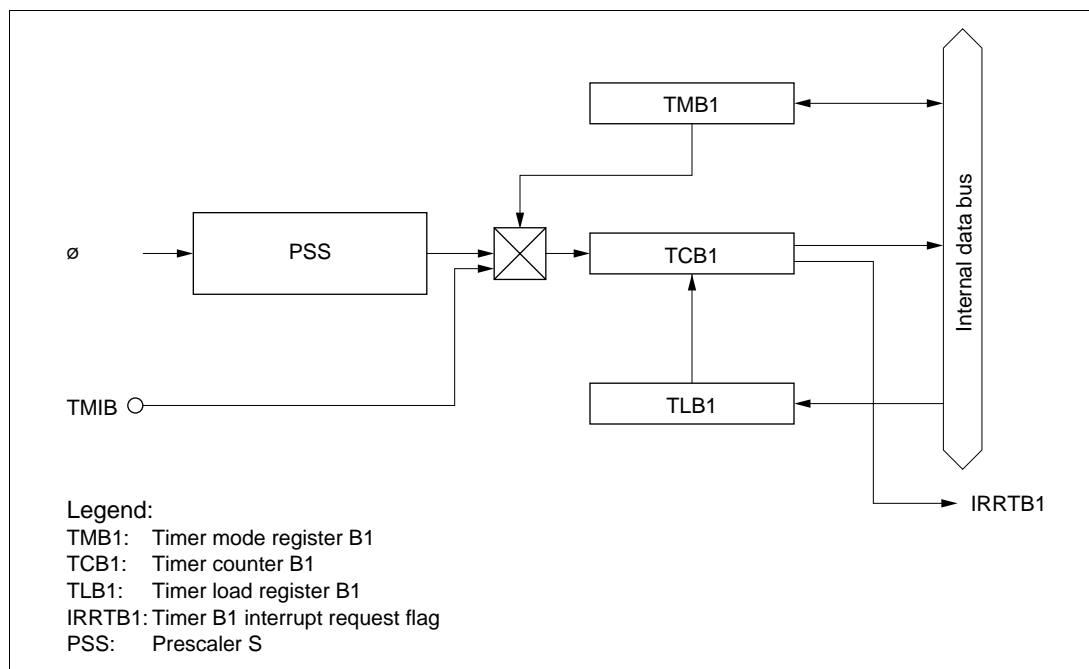 TMB1
ø
PSS
TCB1
Internal data bus
TMIB
TLB1
IRRTB1
Legend:
TMB1: Timer mode register B1
TCB1: Timer counter B1
TLB1: Timer load register B1
IRRTB1: Timer B1 interrupt request flag
PSS: Prescaler S